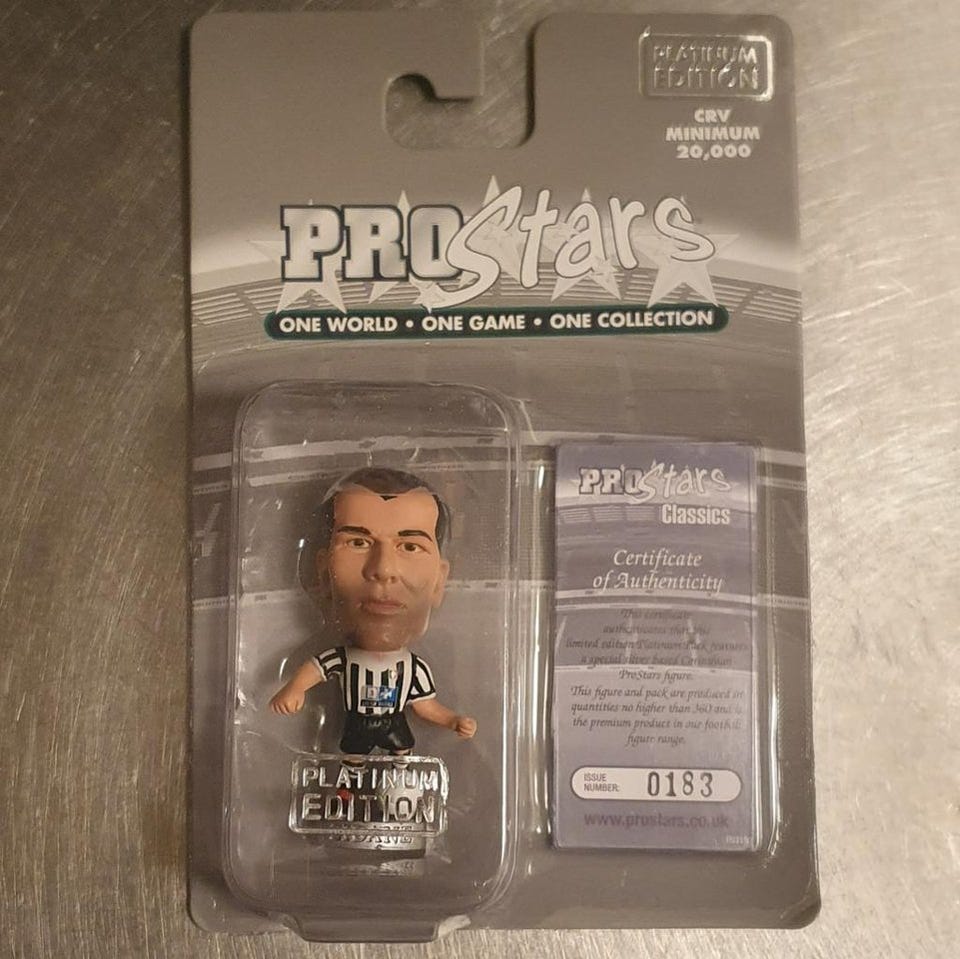 PLATINUM
EDITION
CRV
MINIMUM
20,000
PROStars
ONE WORLD • ONE GAME • ONE COLLECTION
PROStars
Classics
Certificate
of Authenticity
This certificate
authenticates that this
limited edition Platinum Pack features
a special silver based Corinthian
ProStars figure.
This figure and pack are produced in
quantities no higher than 360 and is
the premium product in our football
figure range.
ISSUE
NUMBER:
0183
www.prostars.co.uk
PLATINUM
EDITION